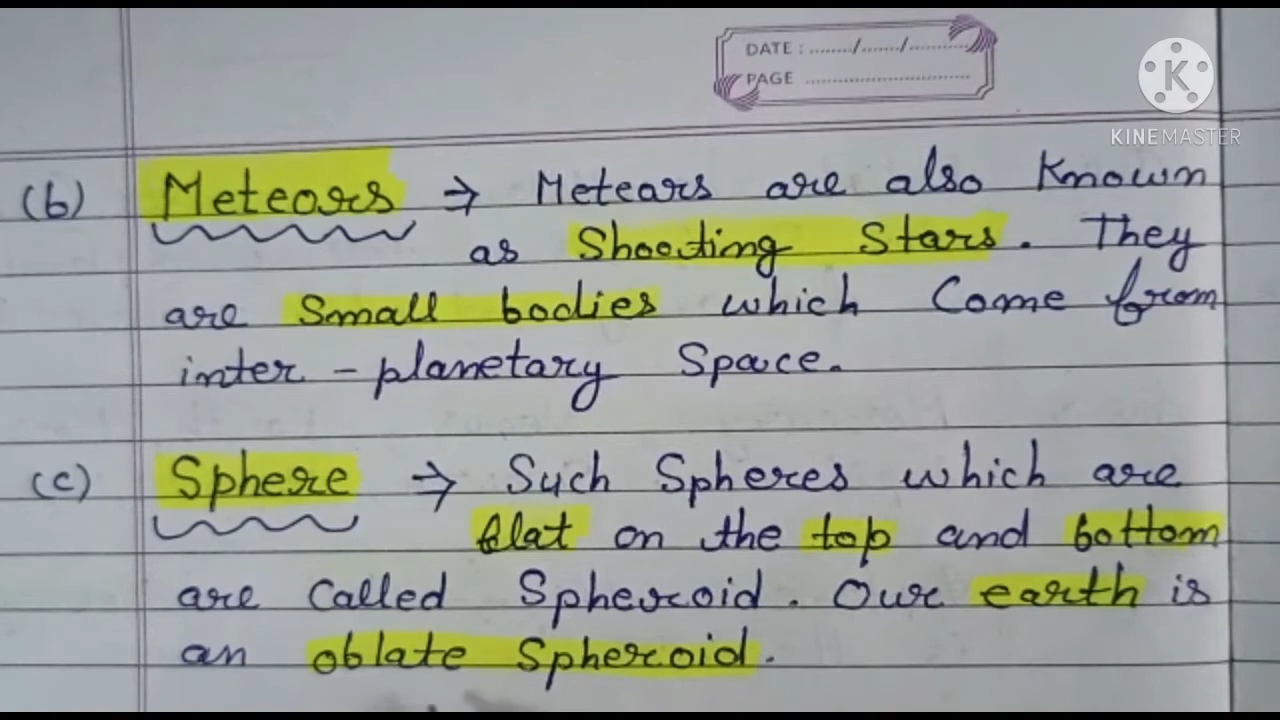 DATE : ......../......./...........
PAGE ..............................
K
KINEMASTER
(b) Meteors ⇒ Metears are also known
as Shooting Stars. They
are Small bodies which Come from
inter-planetary Space.
(c) Sphere ⇒ Such Spheres which are
flat on the top and bottom
are Called Spheroid. Our earth is
an oblate Spheroid.